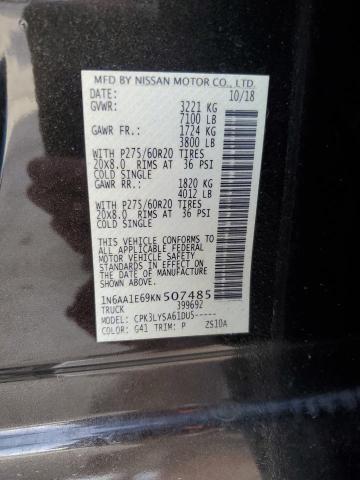 MFD BY NISSAN MOTOR CO., LTD.
DATE: 10/18
GVWR: 3221 KG
7100 LB
GAWR FR.: 1724 KG
3800 LB
WITH P275/60R20 TIRES
20X8.0 RIMS AT 36 PSI
COLD SINGLE
GAWR RR.: 1820 KG
4012 LB
WITH P275/60R20 TIRES
20X8.0 RIMS AT 36 PSI
COLD SINGLE
THIS VEHICLE CONFORMS TO
ALL APPLICABLE FEDERAL
MOTOR VEHICLE SAFETY
STANDARDS IN EFFECT ON
THE DATE OF MANUFACTURE
SHOWN ABOVE.
1N6AA1E69KN507485
TRUCK 399692
MODEL: CPK3LYSA61DU5-----
COLOR: G41 TRIM: P ZS10A